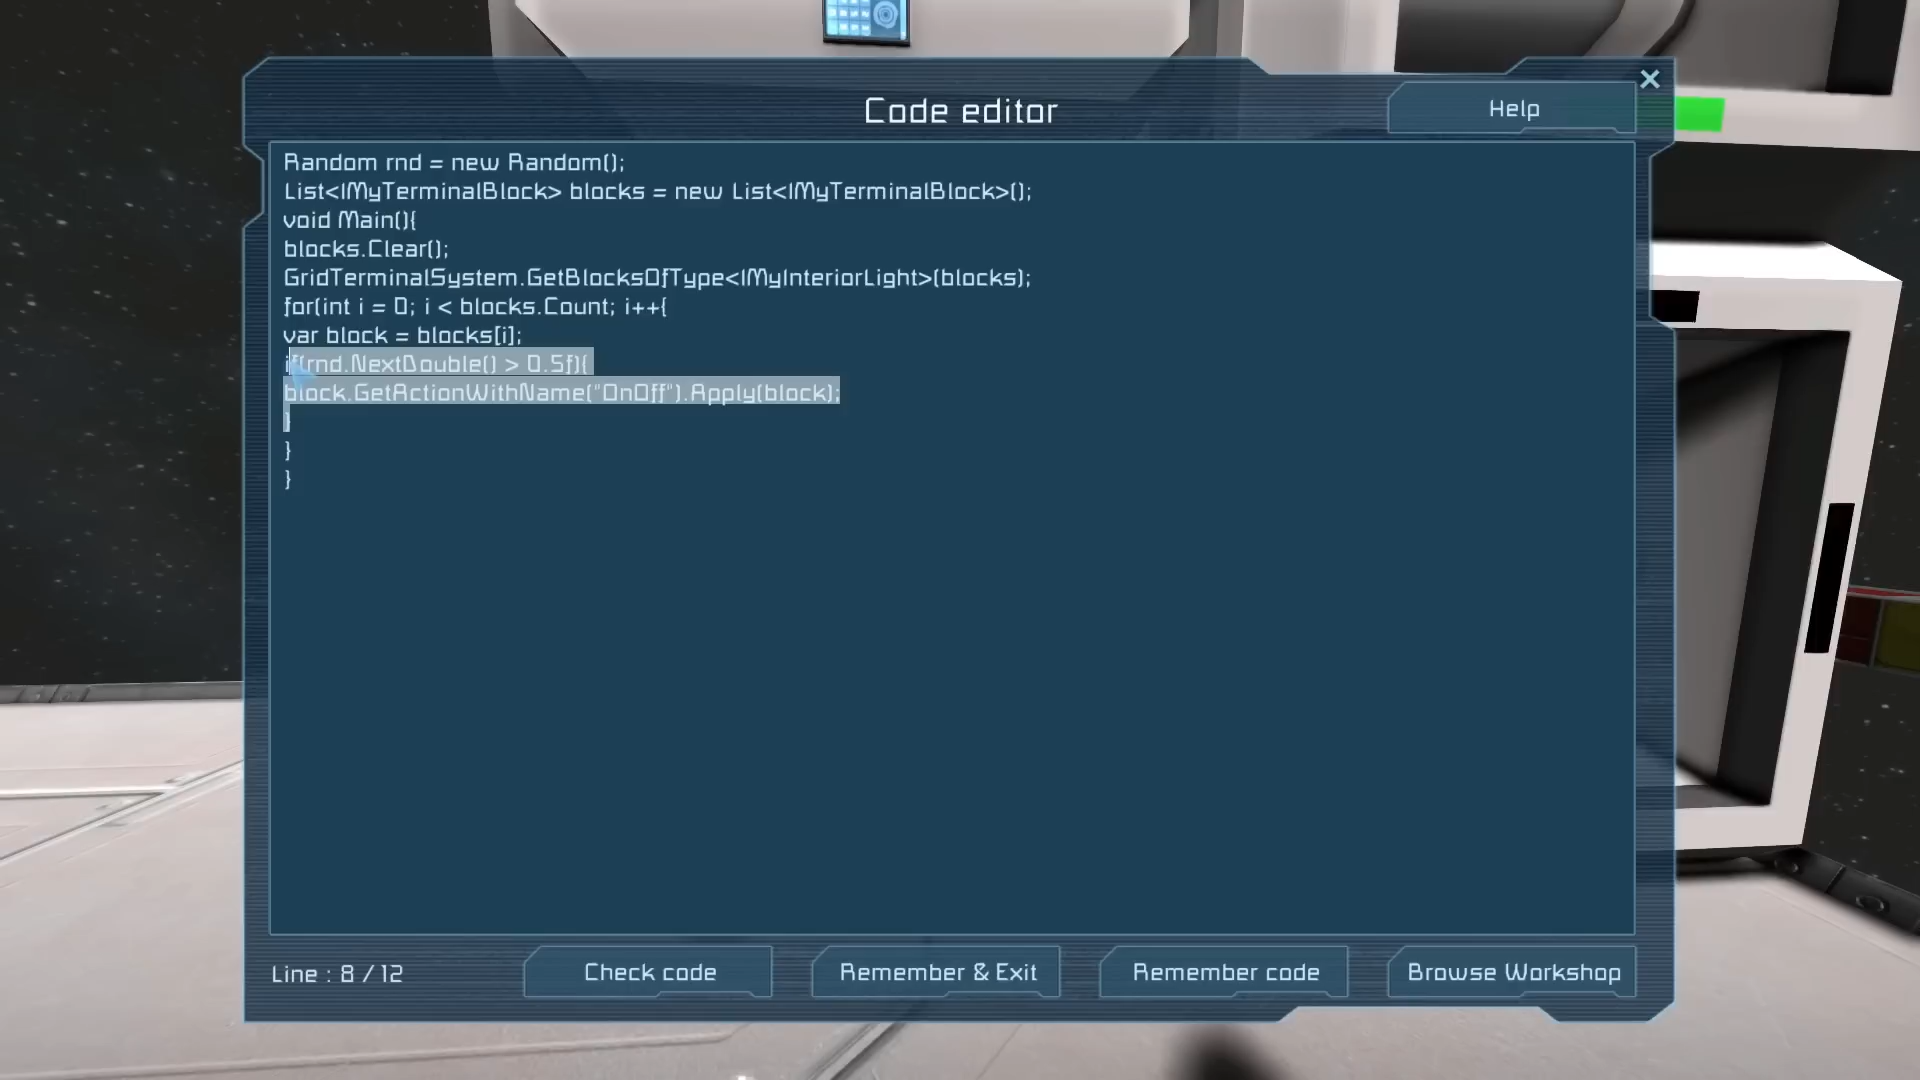 Code editor
Help
Random rnd = new Random();
List<IMyTerminalBlock> blocks = new List<IMyTerminalBlock>();
void Main(){
blocks.Clear();
GridTerminalSystem.GetBlocksOfType<IMyInteriorLight>(blocks);
for(int i = 0; i < blocks.Count; i++{
var block = blocks[i];
if(rnd.NextDouble() > 0.5f){
block.GetActionWithName("OnOff").Apply(block);
}
}
}
Line : 8 / 12
Check code
Remember & Exit
Remember code
Browse Workshop